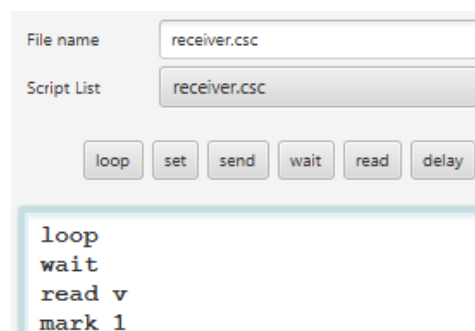 File name receiver.csc
Script List receiver.csc
loop set send wait read delay
loop
wait
read v
mark 1